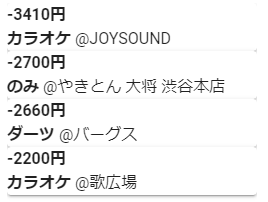 -3410円
カラオケ @JOYSOUND
-2700円
のみ @やきとん 大将 渋谷本店
-2660円
ダーツ @バーグス
-2200円
カラオケ @歌広場